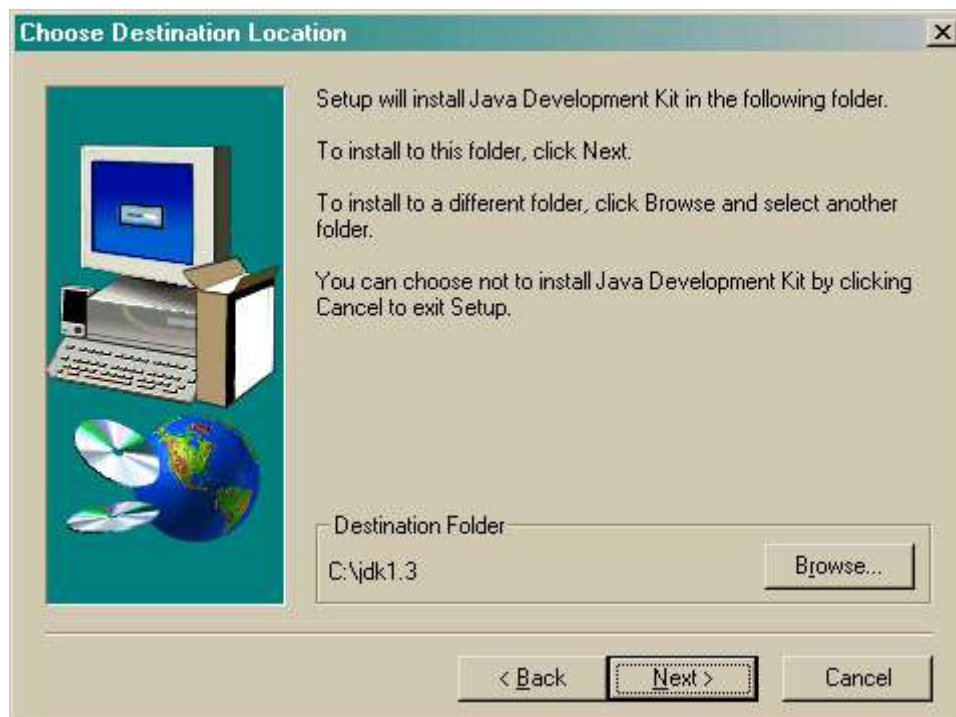 Choose Destination Location
Setup will install Java Development Kit in the following folder.
To install to this folder, click Next.
To install to a different folder, click Browse and select another
folder.
You can choose not to install Java Development Kit by clicking
Cancel to exit Setup.
Destination Folder
C:\jdk1.3
Browse...
< Back
Next >
Cancel